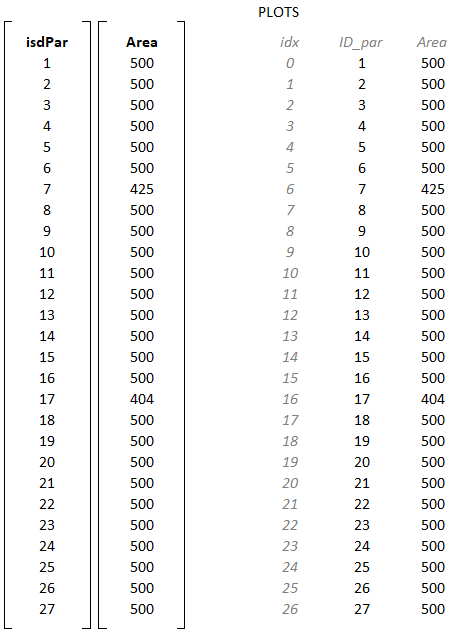 PLOTS
isdPar Area idx ID_par Area
1 500 0 1 500
2 500 1 2 500
3 500 2 3 500
4 500 3 4 500
5 500 4 5 500
6 500 5 6 500
7 425 6 7 425
8 500 7 8 500
9 500 8 9 500
10 500 9 10 500
11 500 10 11 500
12 500 11 12 500
13 500 12 13 500
14 500 13 14 500
15 500 14 15 500
16 500 15 16 500
17 404 16 17 404
18 500 17 18 500
19 500 18 19 500
20 500 19 20 500
21 500 20 21 500
22 500 21 22 500
23 500 22 23 500
24 500 23 24 500
25 500 24 25 500
26 500 25 26 500
27 500 26 27 500